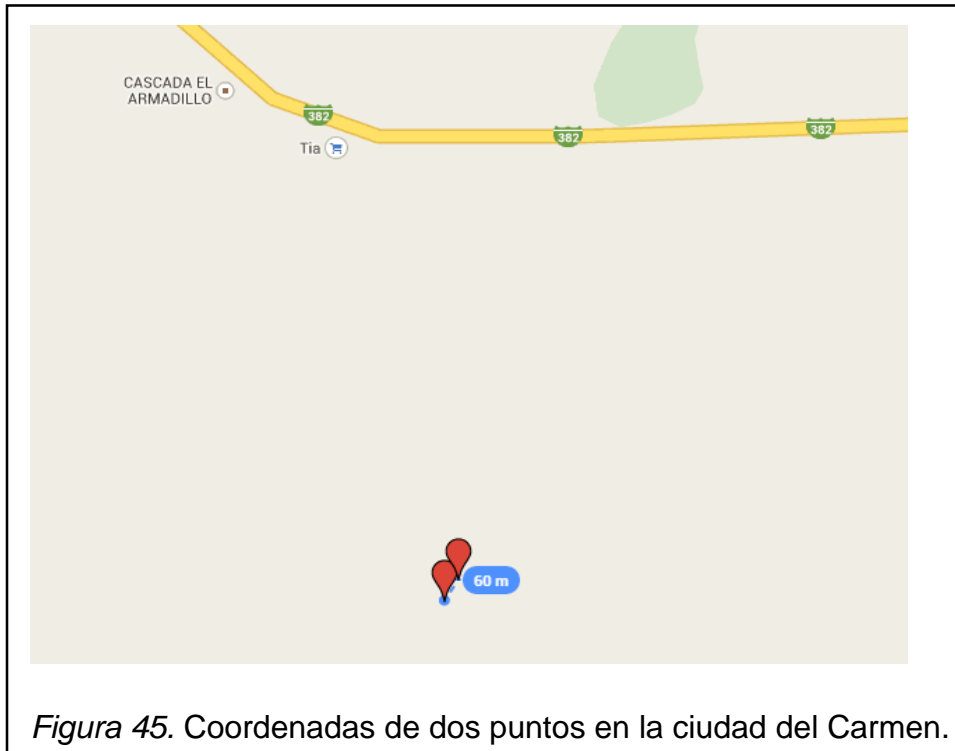 CASCADA EL
ARMADILLO
382
Tia
382
382
60 m
Figura 45. Coordenadas de dos puntos en la ciudad del Carmen.